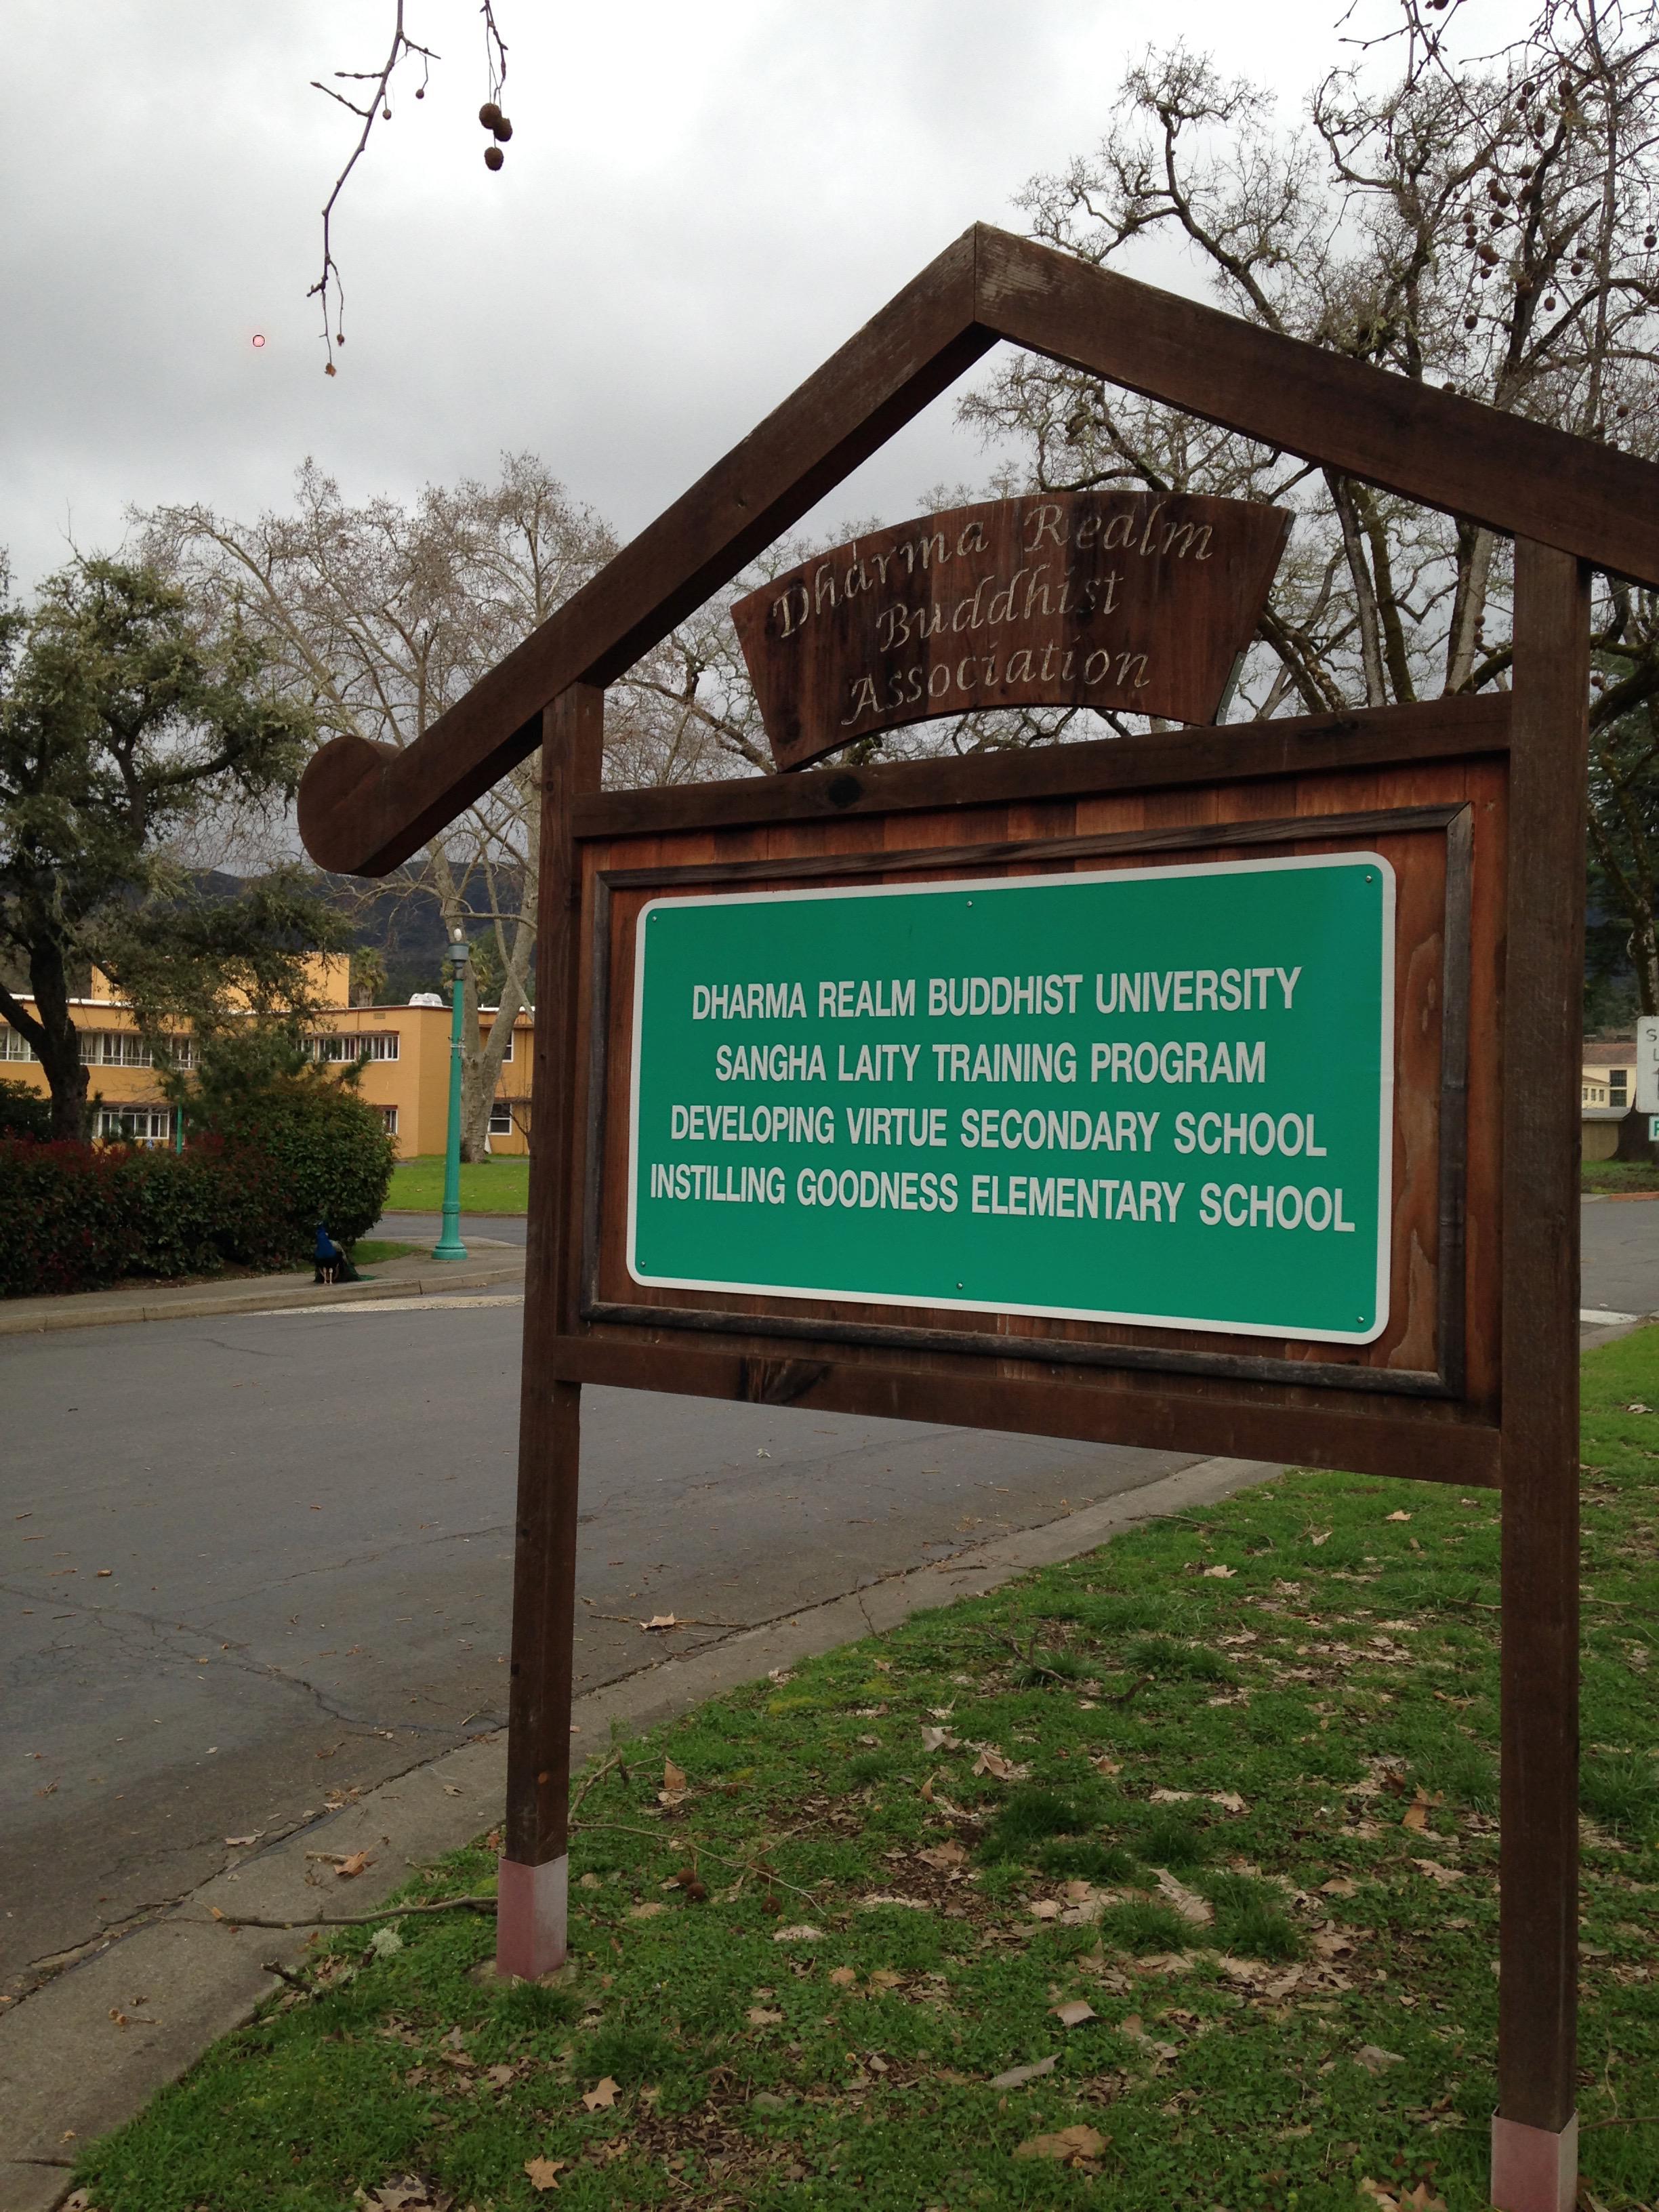 Dharma Realm
Buddhist
Association
DHARMA REALM BUDDHIST UNIVERSITY
SANGHA LAITY TRAINING PROGRAM
DEVELOPING VIRTUE SECONDARY SCHOOL
INSTILLING GOODNESS ELEMENTARY SCHOOL